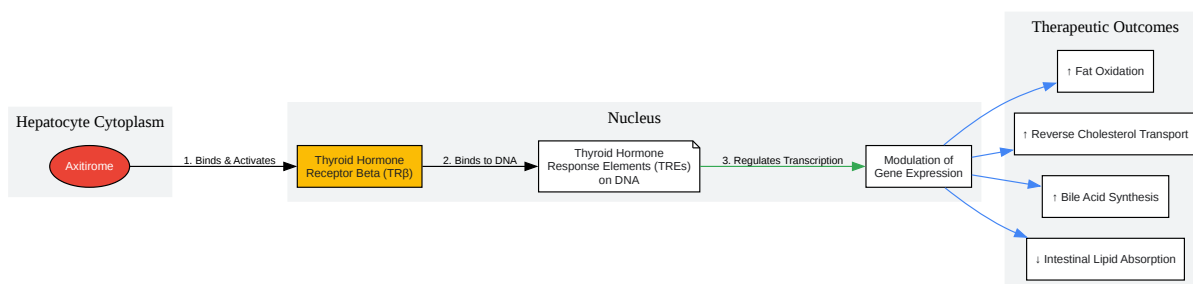 Hepatocyte Cytoplasm
Axitirome
1. Binds & Activates
Nucleus
Thyroid Hormone
Receptor Beta (TRβ)
2. Binds to DNA
Thyroid Hormone
Response Elements (TREs)
on DNA
3. Regulates Transcription
Modulation of
Gene Expression
Therapeutic Outcomes
↑ Fat Oxidation
↑ Reverse Cholesterol Transport
↑ Bile Acid Synthesis
↓ Intestinal Lipid Absorption